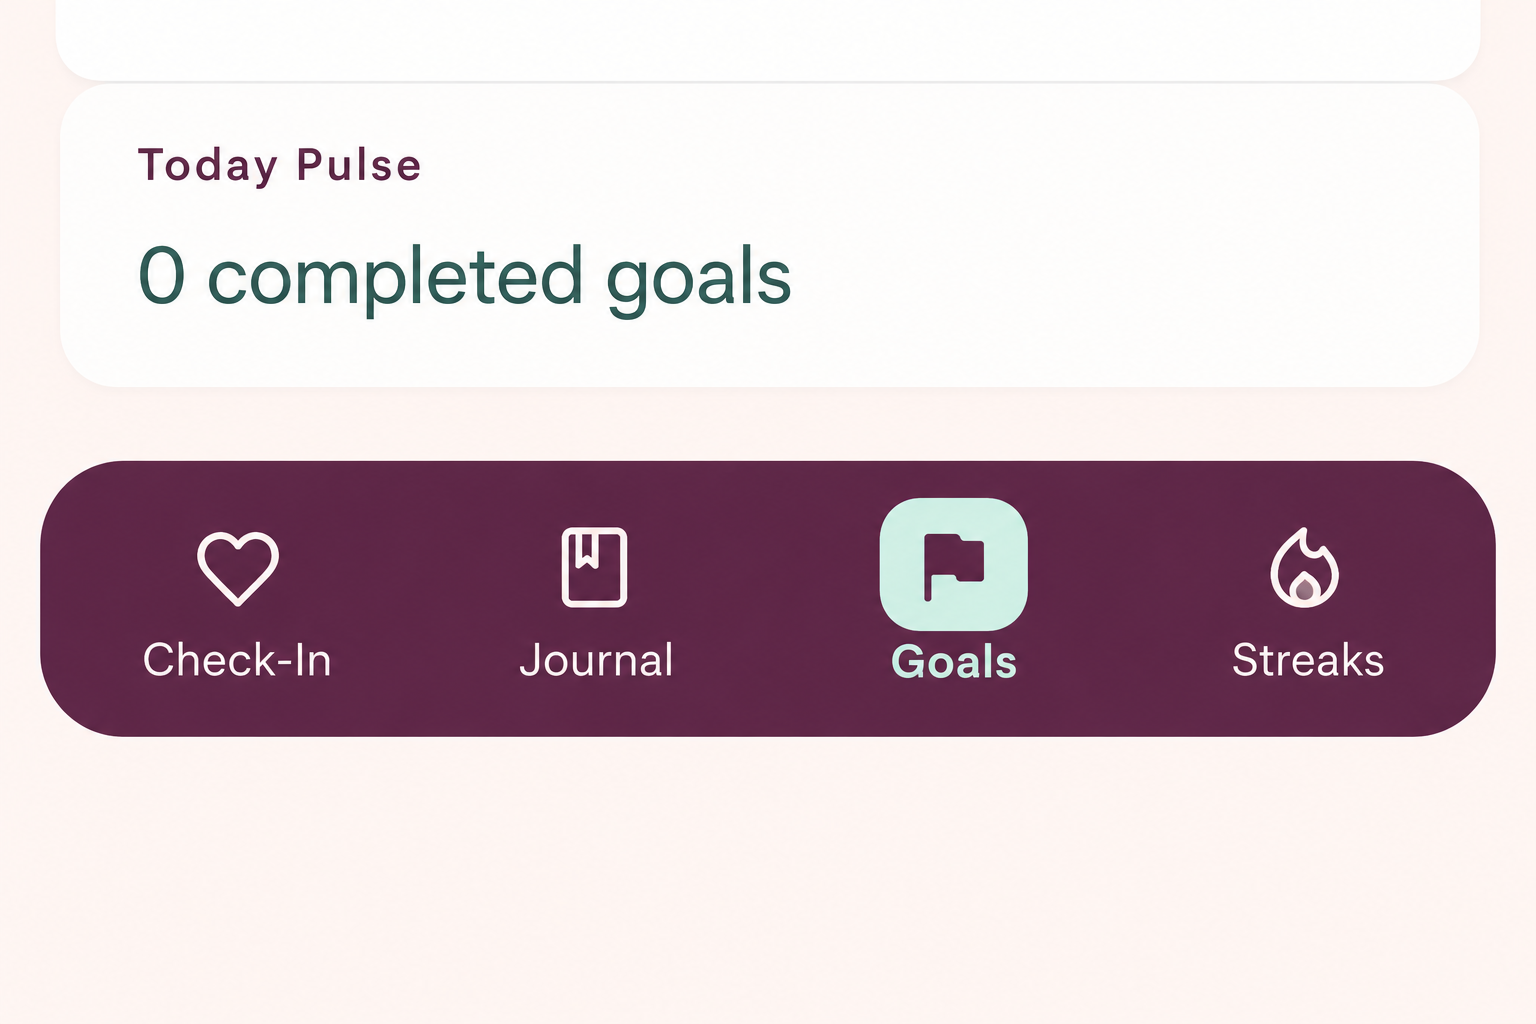 Today Pulse
0 completed goals
Check-In
Journal
Goals
Streaks